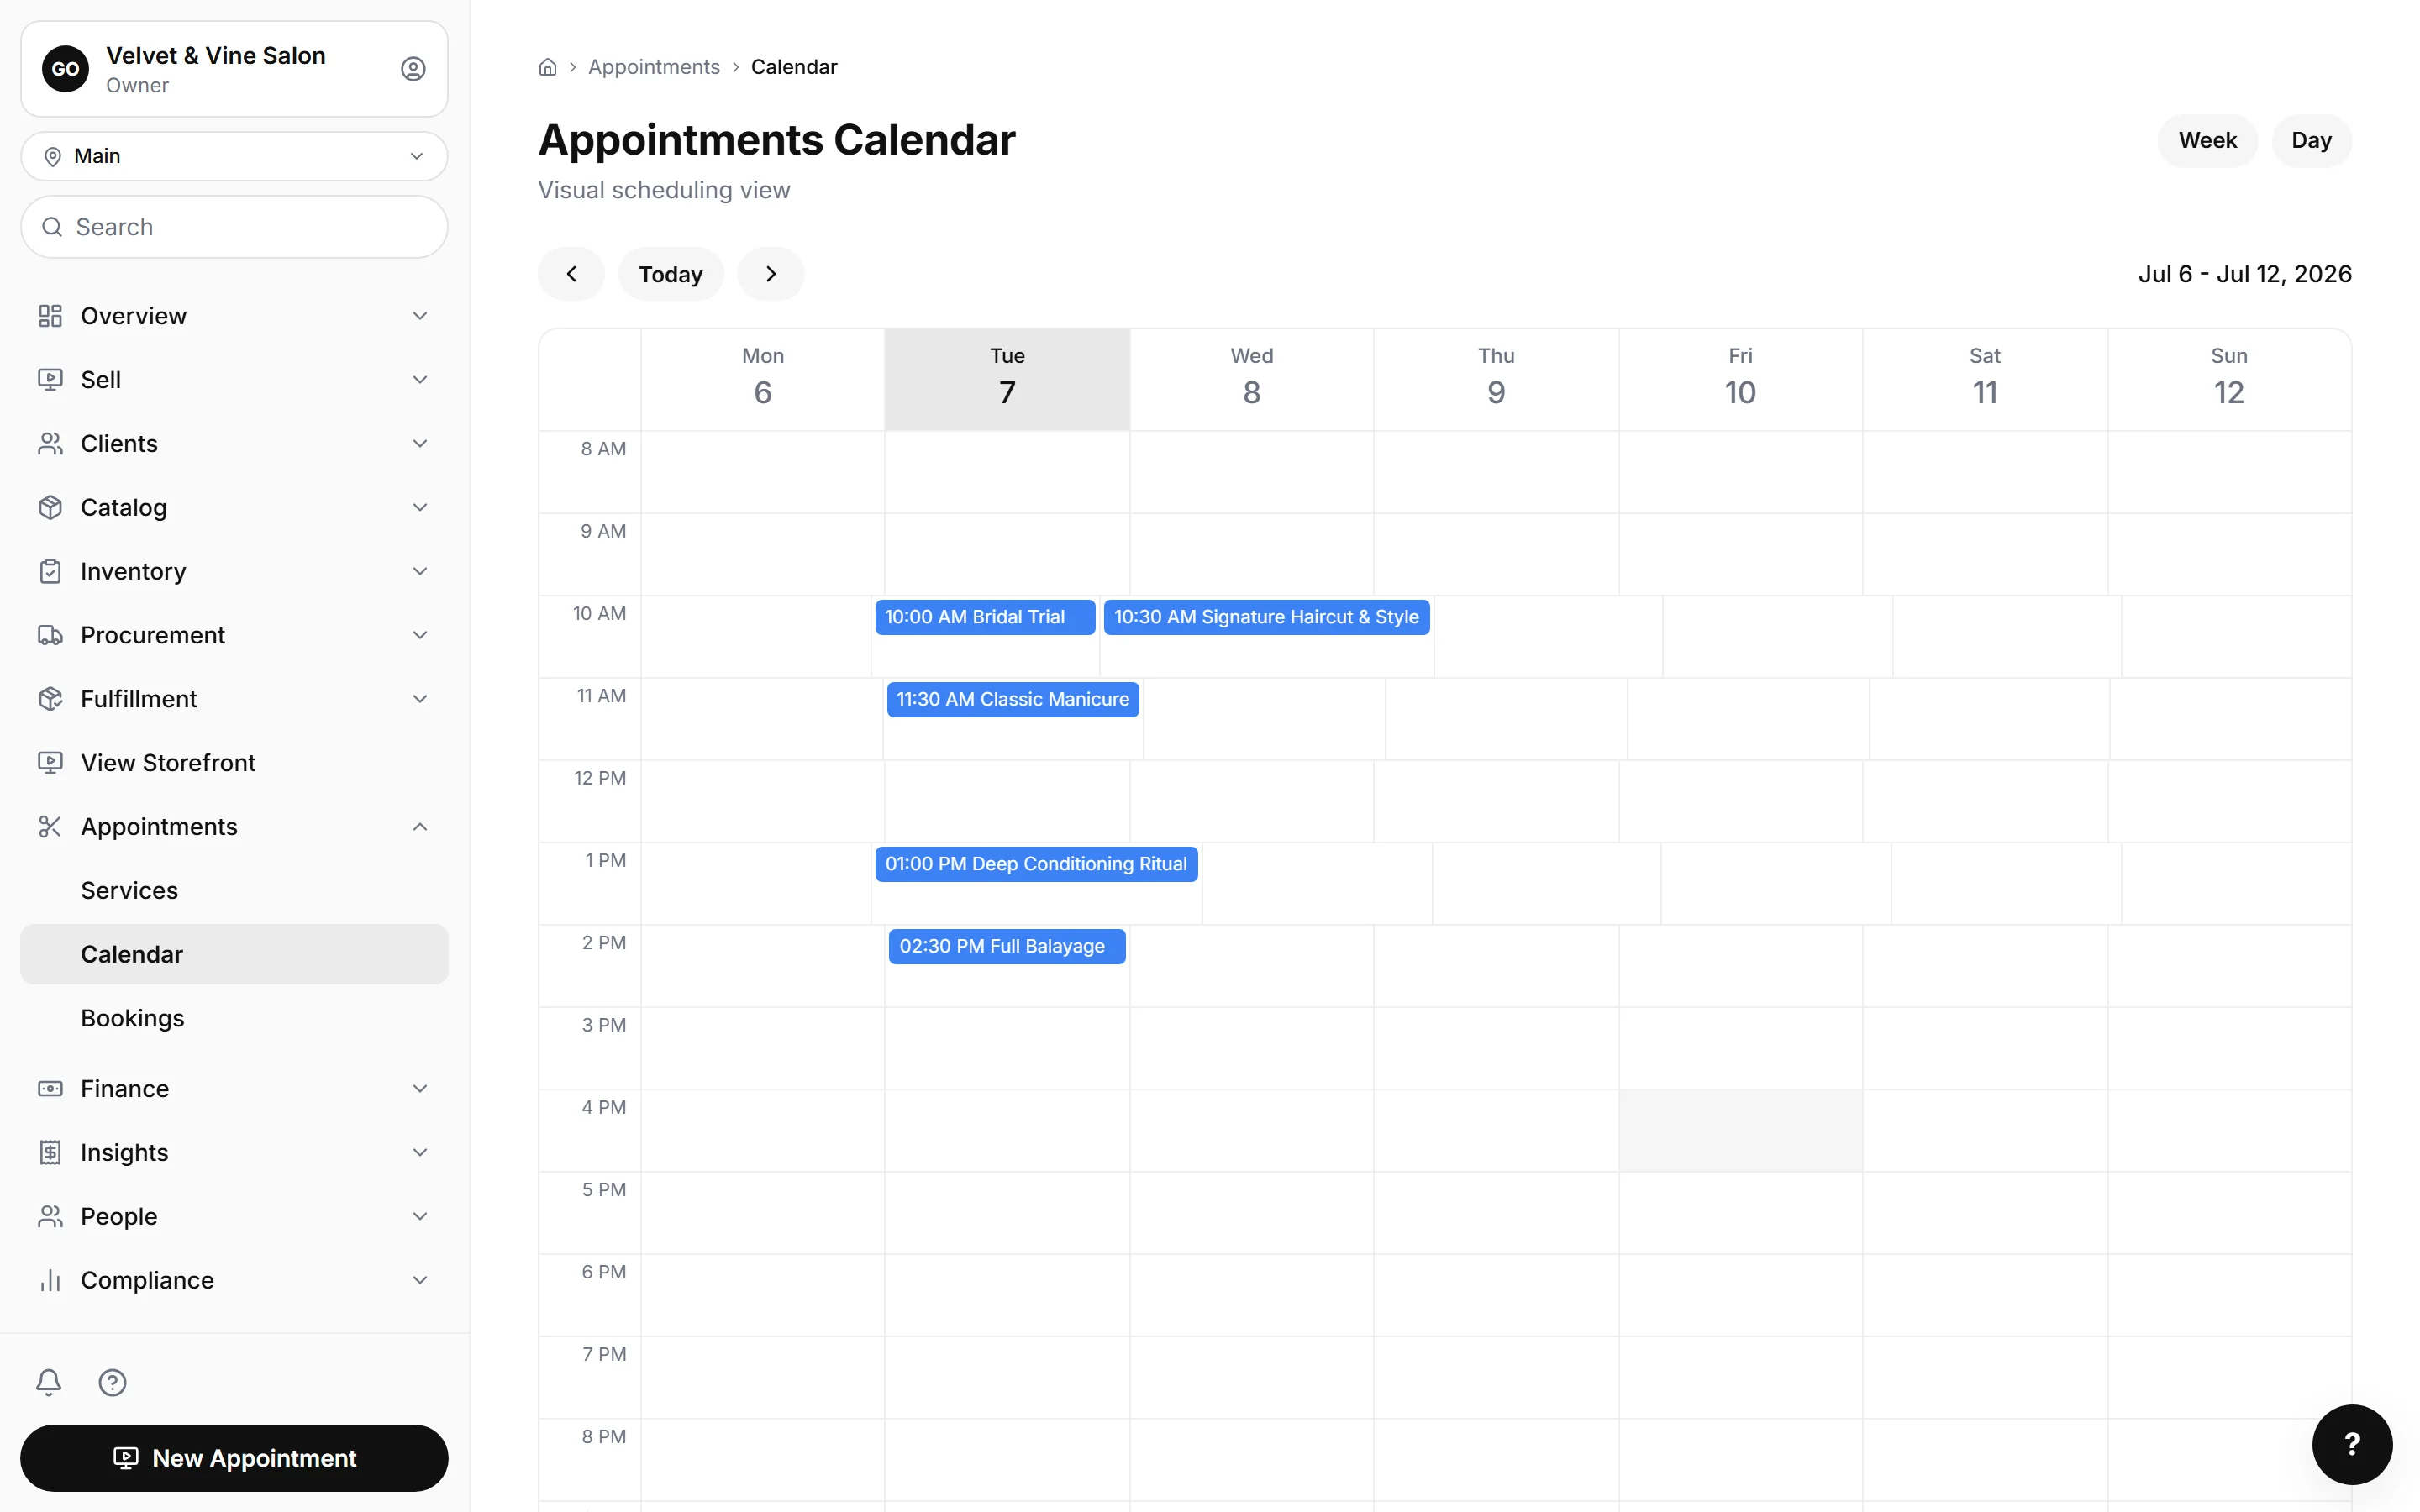 GO
Velvet & Vine Salon
Owner
Main
Search
Overview
Sell
Clients
Catalog
Inventory
Procurement
Fulfillment
View Storefront
Appointments
Services
Calendar
Bookings
Finance
Insights
People
Compliance
New Appointment
Appointments Calendar
Appointments Calendar
Visual scheduling view
Week Day
Today
Jul 6 - Jul 12, 2026
Mon Tue Wed Thu Fri Sat Sun
6 7 8 9 10 11 12
8 AM
9 AM
10 AM 10:00 AM Bridal Trial 10:30 AM Signature Haircut & Style
11 AM 11:30 AM Classic Manicure
12 PM
1 PM 01:00 PM Deep Conditioning Ritual
2 PM 02:30 PM Full Balayage
3 PM
4 PM
5 PM
6 PM
7 PM
8 PM
?